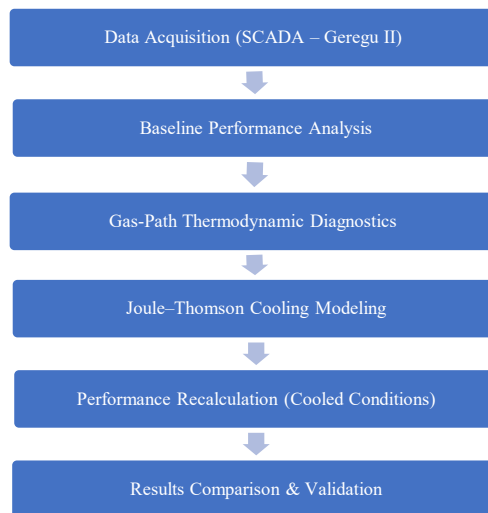 Data Acquisition (SCADA – Geregu II)
Baseline Performance Analysis
Gas-Path Thermodynamic Diagnostics
Joule–Thomson Cooling Modeling
Performance Recalculation (Cooled Conditions)
Results Comparison & Validation